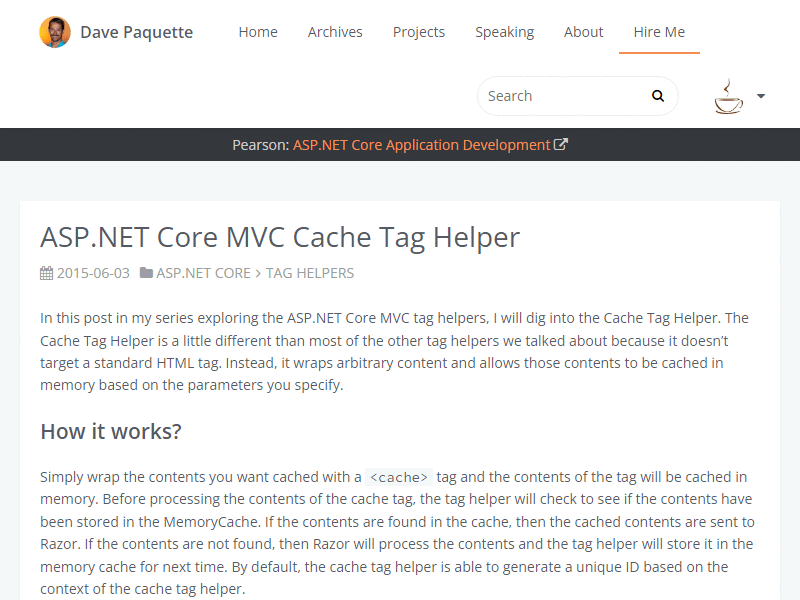 Dave Paquette
Home
Archives
Projects
Speaking
About
Hire Me
Search
Pearson: ASP.NET Core Application Development
ASP.NET Core MVC Cache Tag Helper
2015-06-03 ASP.NET CORE > TAG HELPERS
In this post in my series exploring the ASP.NET Core MVC tag helpers, I will dig into the Cache Tag Helper. The
Cache Tag Helper is a little different than most of the other tag helpers we talked about because it doesn’t
target a standard HTML tag. Instead, it wraps arbitrary content and allows those contents to be cached in
memory based on the parameters you specify.
How it works?
Simply wrap the contents you want cached with a <cache> tag and the contents of the tag will be cached in
memory. Before processing the contents of the cache tag, the tag helper will check to see if the contents have
been stored in the MemoryCache. If the contents are found in the cache, then the cached contents are sent to
Razor. If the contents are not found, then Razor will process the contents and the tag helper will store it in the
memory cache for next time. By default, the cache tag helper is able to generate a unique ID based on the
context of the cache tag helper.